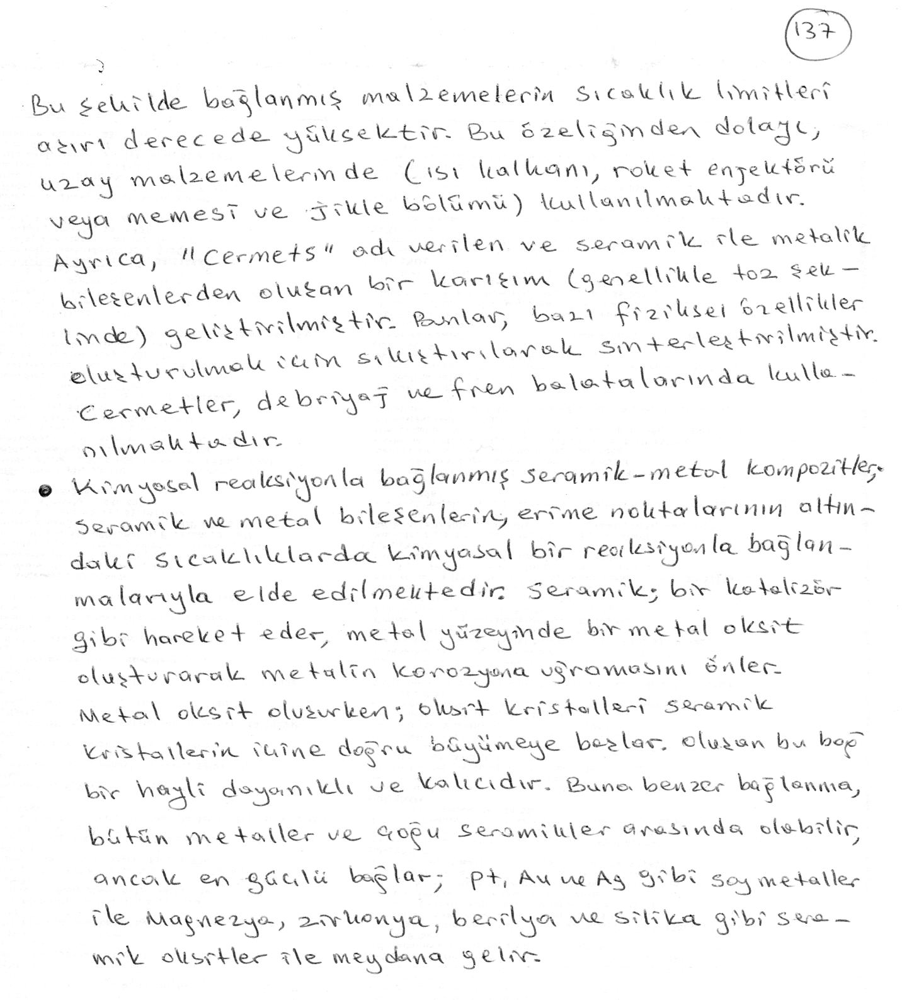 137
Bu şekilde bağlanmış malzemelerin sıcaklık limitleri
aşırı derecede yüksektir. Bu özeliğinden dolayı,
uzay malzemelerinde (ısı kalkanı, roket enjektörü
veya memesi ve jikle bölümü) kullanılmaktadır.
Ayrıca, "Cermets" adı verilen ve seramik ile metalik
bileşenlerden oluşan bir karışım (genellikle toz şek-
linde) geliştirilmiştir. Bunlar, bazı fiziksel özellikler
oluşturulmak için sıkıştırılarak sinterleştirilmiştir.
Cermetler, debriyaj ve fren balatalarında kulla-
nılmaktadır.
• Kimyasal reaksiyonla bağlanmış seramik-metal kompozitler;
seramik ve metal bileşenlerin, erime noktalarının altın-
daki sıcaklıklarda kimyasal bir reaksiyonla bağlan-
malarıyla elde edilmektedir. Seramik; bir katalizör
gibi hareket eder, metal yüzeyinde bir metal oksit
oluşturarak metalin korozyona uğramasını önler.
Metal oksit oluşurken; oksit kristalleri seramik
kristallerin içine doğru büyümeye başlar. Oluşan bu bağ
bir hayli dayanıklı ve kalıcıdır. Buna benzer bağlanma,
bütün metaller ve çoğu seramikler arasında olabilir,
ancak en güçlü bağlar; Pt, Au ve Ag gibi soy metaller
ile Magnezya, zirkonya, berilya ve silika gibi sera-
mik oksitler ile meydana gelir.